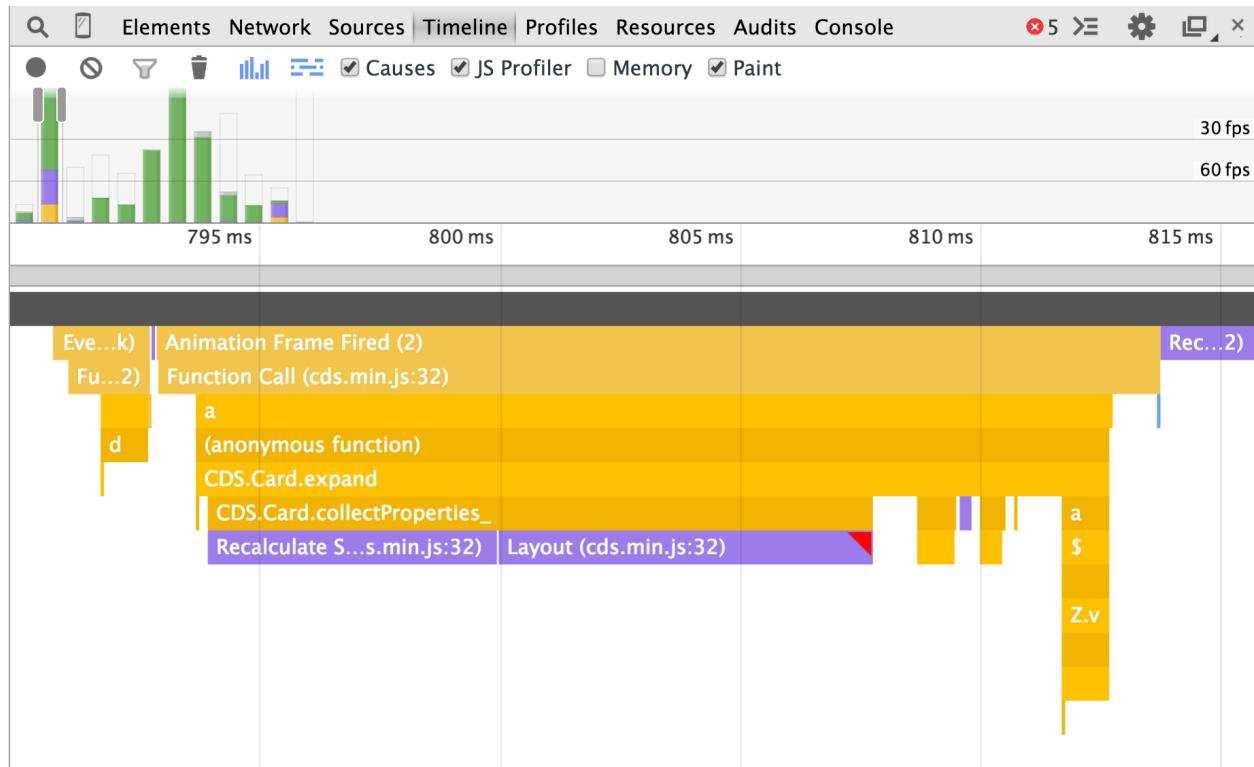 Elements Network Sources Timeline Profiles Resources Audits Console 5
Causes JS Profiler Memory Paint
30 fps
60 fps
795 ms 800 ms 805 ms 810 ms 815 ms
Eve...k) Animation Frame Fired (2) Rec...2)
Fu...2) Function Call (cds.min.js:32)
a
d (anonymous function)
CDS.Card.expand
CDS.Card.collectProperties_ a
Recalculate S...s.min.js:32) Layout (cds.min.js:32) $
Z.v